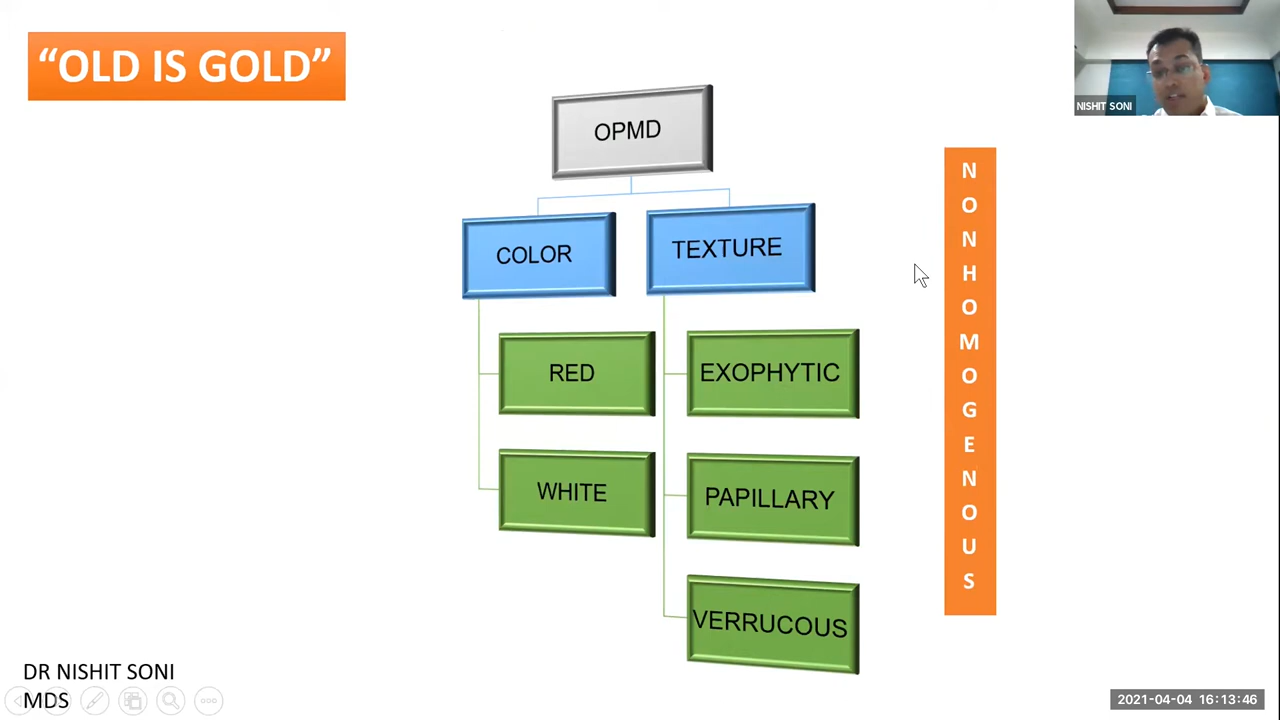 “OLD IS GOLD”
NISHIT SONI
OPMD
COLOR
TEXTURE
RED
WHITE
EXOPHYTIC
PAPILLARY
VERRUCOUS
N
O
N
H
O
M
O
G
E
N
O
U
S
DR NISHIT SONI
MDS
2021-04-04 16:13:46